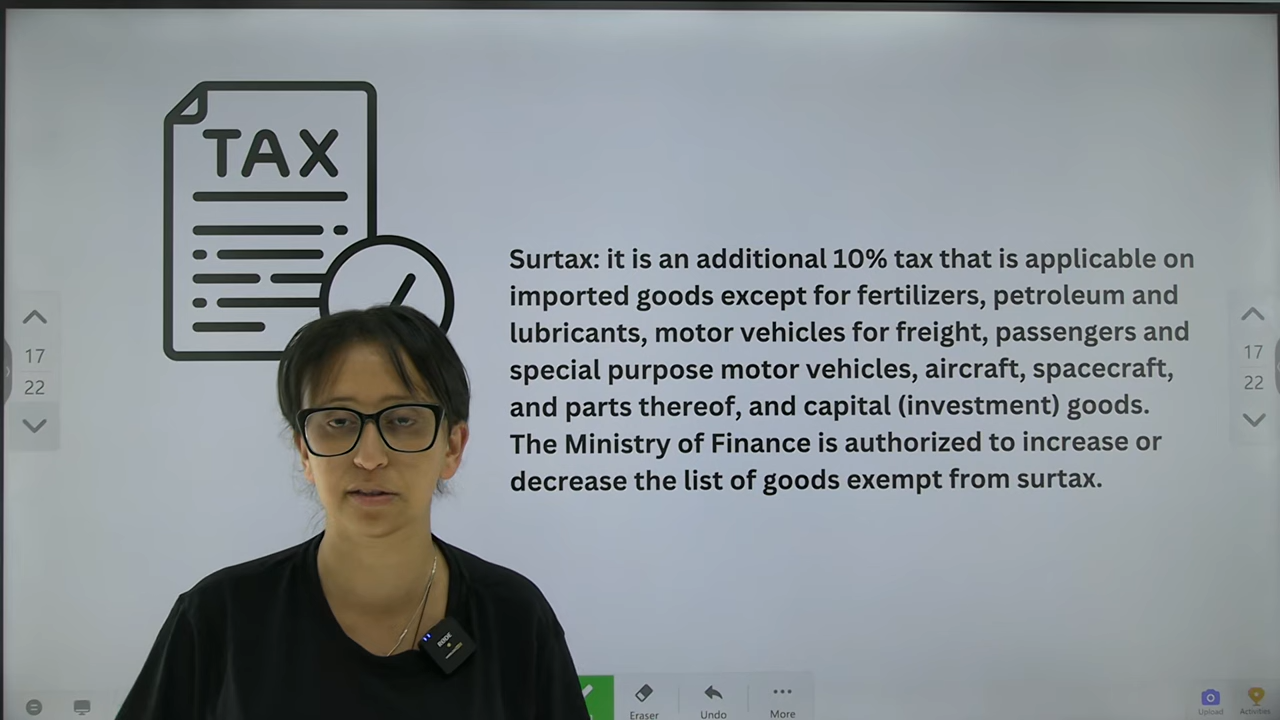 TAX
Surtax: it is an additional 10% tax that is applicable on
imported goods except for fertilizers, petroleum and
lubricants, motor vehicles for freight, passengers and
special purpose motor vehicles, aircraft, spacecraft,
and parts thereof, and capital (investment) goods.
The Ministry of Finance is authorized to increase or
decrease the list of goods exempt from surtax.
17
22
17
22
RODE
Eraser
Undo
More
Upload
Activities